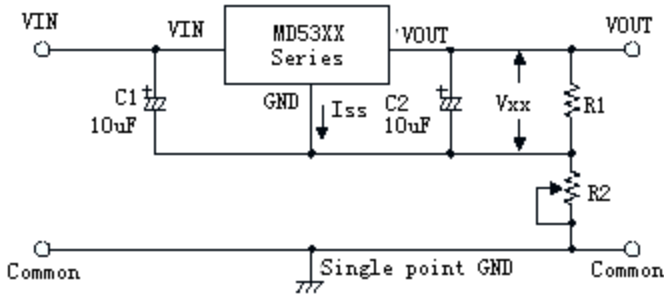 VIN
VIN
MD53XX
Series
VOUT
VOUT
C1
10uF
GND
Iss
C2
10uF
Vxx
R1
R2
Common
Single point GND
Common